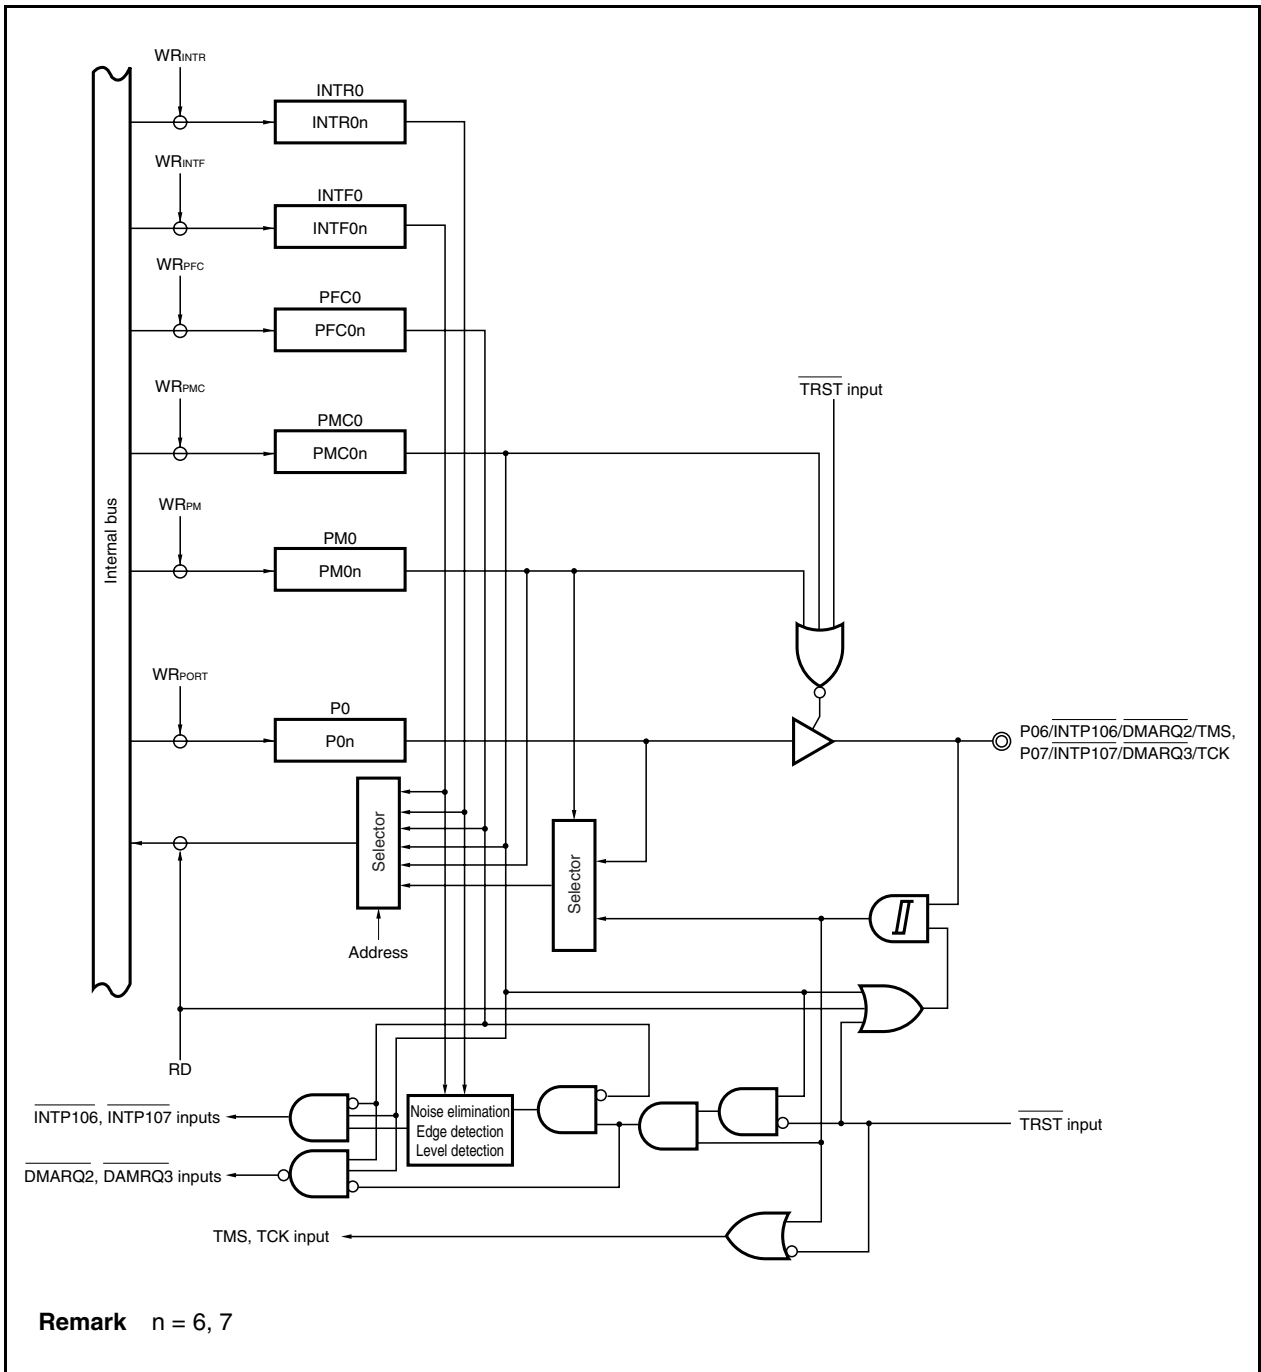 WRINTR
INTR0
INTR0n
WRINTF
INTF0
INTF0n
WRPFC
PFC0
PFC0n
WRPMC
PMC0
PMC0n
TRST input
WRPM
PM0
PM0n
Internal bus
WRPORT
P0
P0n
P06/INTP106/DMARQ2/TMS,
P07/INTP107/DMARQ3/TCK
Selector
Selector
Address
RD
INTP106, INTP107 inputs
Noise elimination
Edge detection
Level detection
TRST input
DMARQ2, DAMRQ3 inputs
TMS, TCK input
Remark n = 6, 7